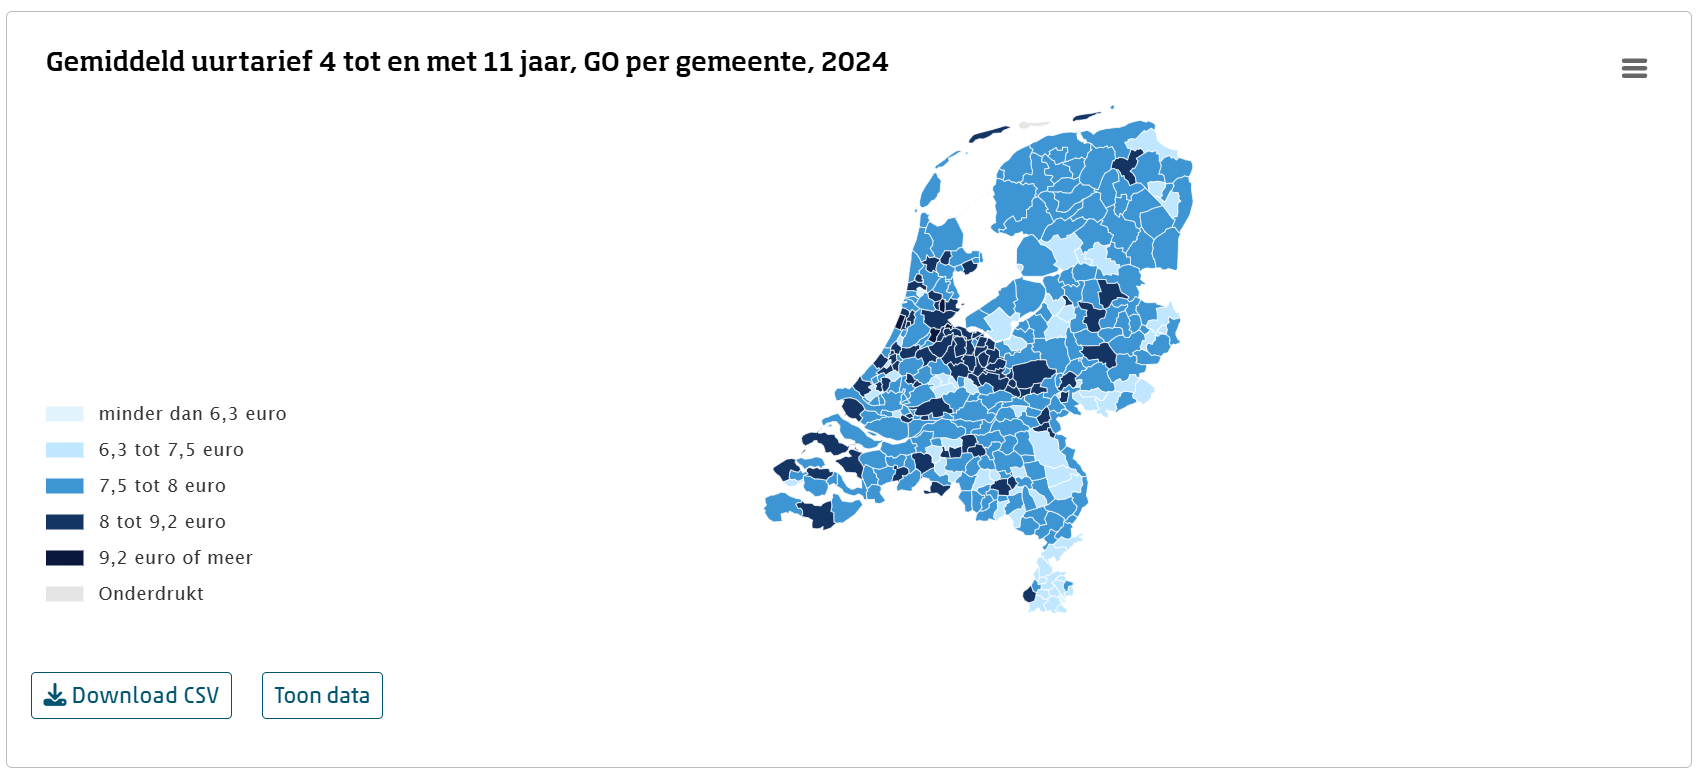 Gemiddeld uurtarief 4 tot en met 11 jaar, GO per gemeente, 2024
minder dan 6,3 euro
6,3 tot 7,5 euro
7,5 tot 8 euro
8 tot 9,2 euro
9,2 euro of meer
Onderdrukt
Download CSV
Toon data